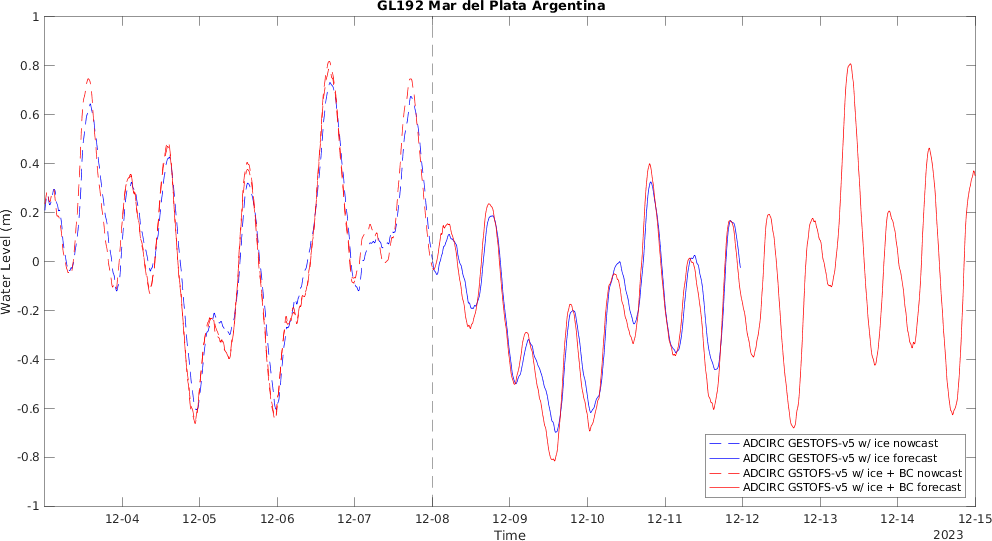 GL192 Mar del Plata Argentina
Water Level (m)
1
0.8
0.6
0.4
0.2
0
-0.2
-0.4
-0.6
-0.8
-1
ADCIRC GESTOFS-v5 w/ ice nowcast
ADCIRC GESTOFS-v5 w/ ice forecast
ADCIRC GSTOFS-v5 w/ ice + BC nowcast
ADCIRC GSTOFS-v5 w/ ice + BC forecast
12-04 12-05 12-06 12-07 12-08 12-09 12-10 12-11 12-12 12-13 12-14 12-15
Time
2023